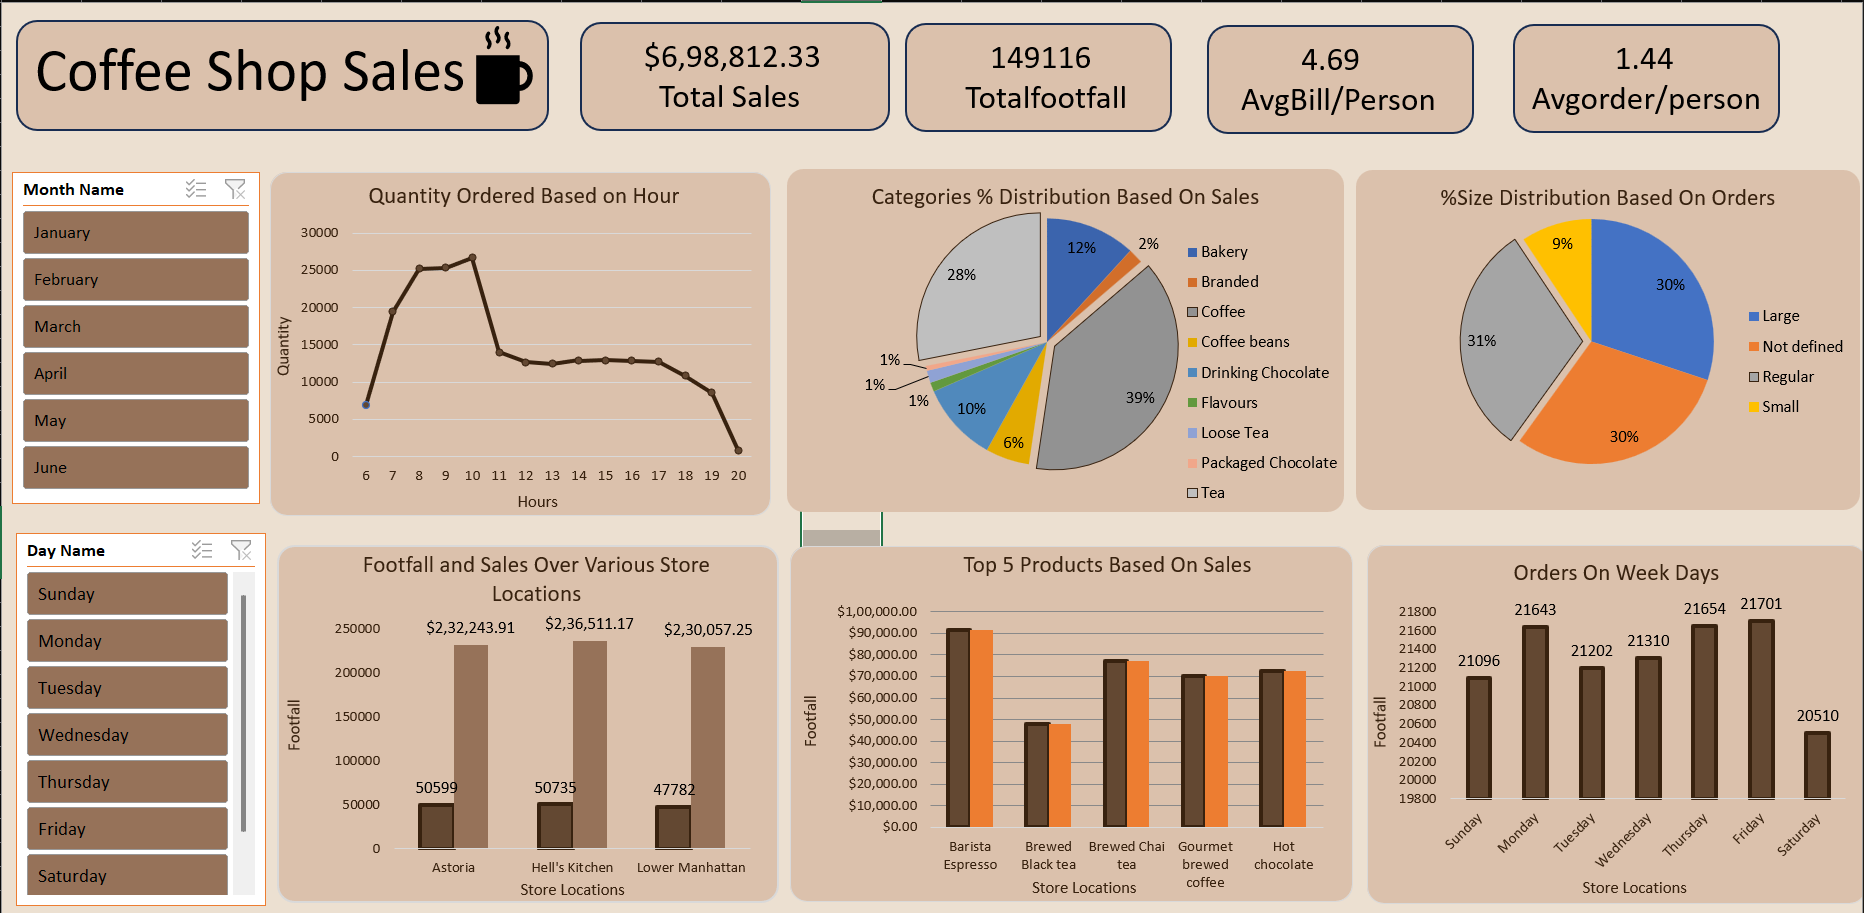 Coffee Shop Sales
$6,98,812.33
Total Sales
149116
Totalfootfall
4.69
AvgBill/Person
1.44
Avgorder/person
Month Name
January
February
March
April
May
June
Quantity Ordered Based on Hour
Quantity
30000
25000
20000
15000
10000
5000
0
6 7 8 9 10 11 12 13 14 15 16 17 18 19 20
Hours
Categories % Distribution Based On Sales
12%
2%
39%
6%
10%
1%
1%
1%
28%
Bakery
Branded
Coffee
Coffee beans
Drinking Chocolate
Flavours
Loose Tea
Packaged Chocolate
Tea
%Size Distribution Based On Orders
30%
30%
31%
9%
Large
Not defined
Regular
Small
Day Name
Sunday
Monday
Tuesday
Wednesday
Thursday
Friday
Saturday
Footfall and Sales Over Various Store
Locations
Footfall
250000
200000
150000
100000
50000
0
$2,32,243.91
$2,36,511.17
$2,30,057.25
50599
50735
47782
Astoria
Hell's Kitchen
Lower Manhattan
Store Locations
Top 5 Products Based On Sales
Footfall
$1,00,000.00
$90,000.00
$80,000.00
$70,000.00
$60,000.00
$50,000.00
$40,000.00
$30,000.00
$20,000.00
$10,000.00
$0.00
Barista
Espresso
Brewed
Black tea
Brewed Chai
tea
Gourmet
brewed
coffee
Hot
chocolate
Store Locations
Orders On Week Days
Footfall
21800
21600
21400
21200
21000
20800
20600
20400
20200
20000
19800
21096
21643
21202
21310
21654
21701
20510
Sunday
Monday
Tuesday
Wednesday
Thursday
Friday
Saturday
Store Locations